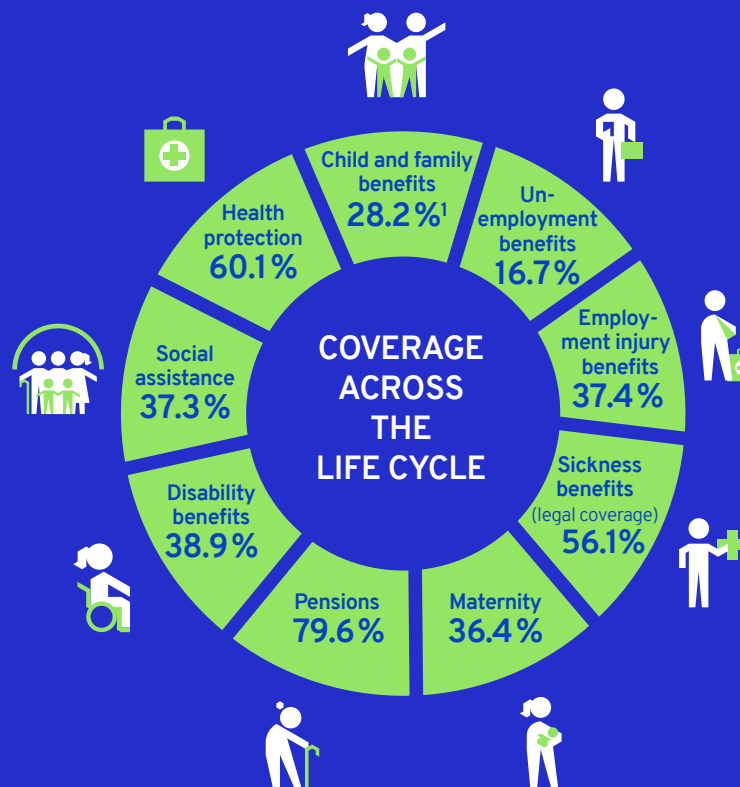 COVERAGE
ACROSS
THE
LIFE CYCLE
Child and family
benefits
28.2%¹
Un-
employment
benefits
16.7%
Employ-
ment injury
benefits
37.4%
Sickness
benefits
(legal coverage)
56.1%
Maternity
36.4%
Pensions
79.6%
Disability
benefits
38.9%
Social
assistance
37.3%
Health
protection
60.1%